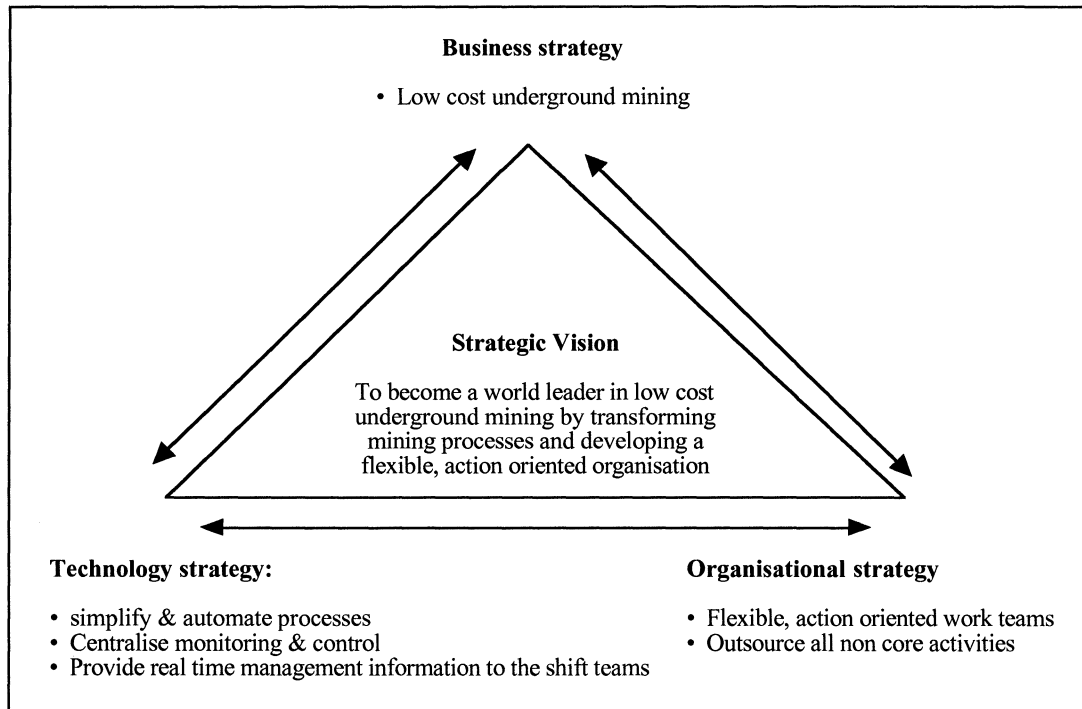 Business strategy
• Low cost underground mining
Strategic Vision
To become a world leader in low cost
underground mining by transforming
mining processes and developing a
flexible, action oriented organisation
Technology strategy:
• simplify & automate processes
• Centralise monitoring & control
• Provide real time management information to the shift teams
Organisational strategy
• Flexible, action oriented work teams
• Outsource all non core activities